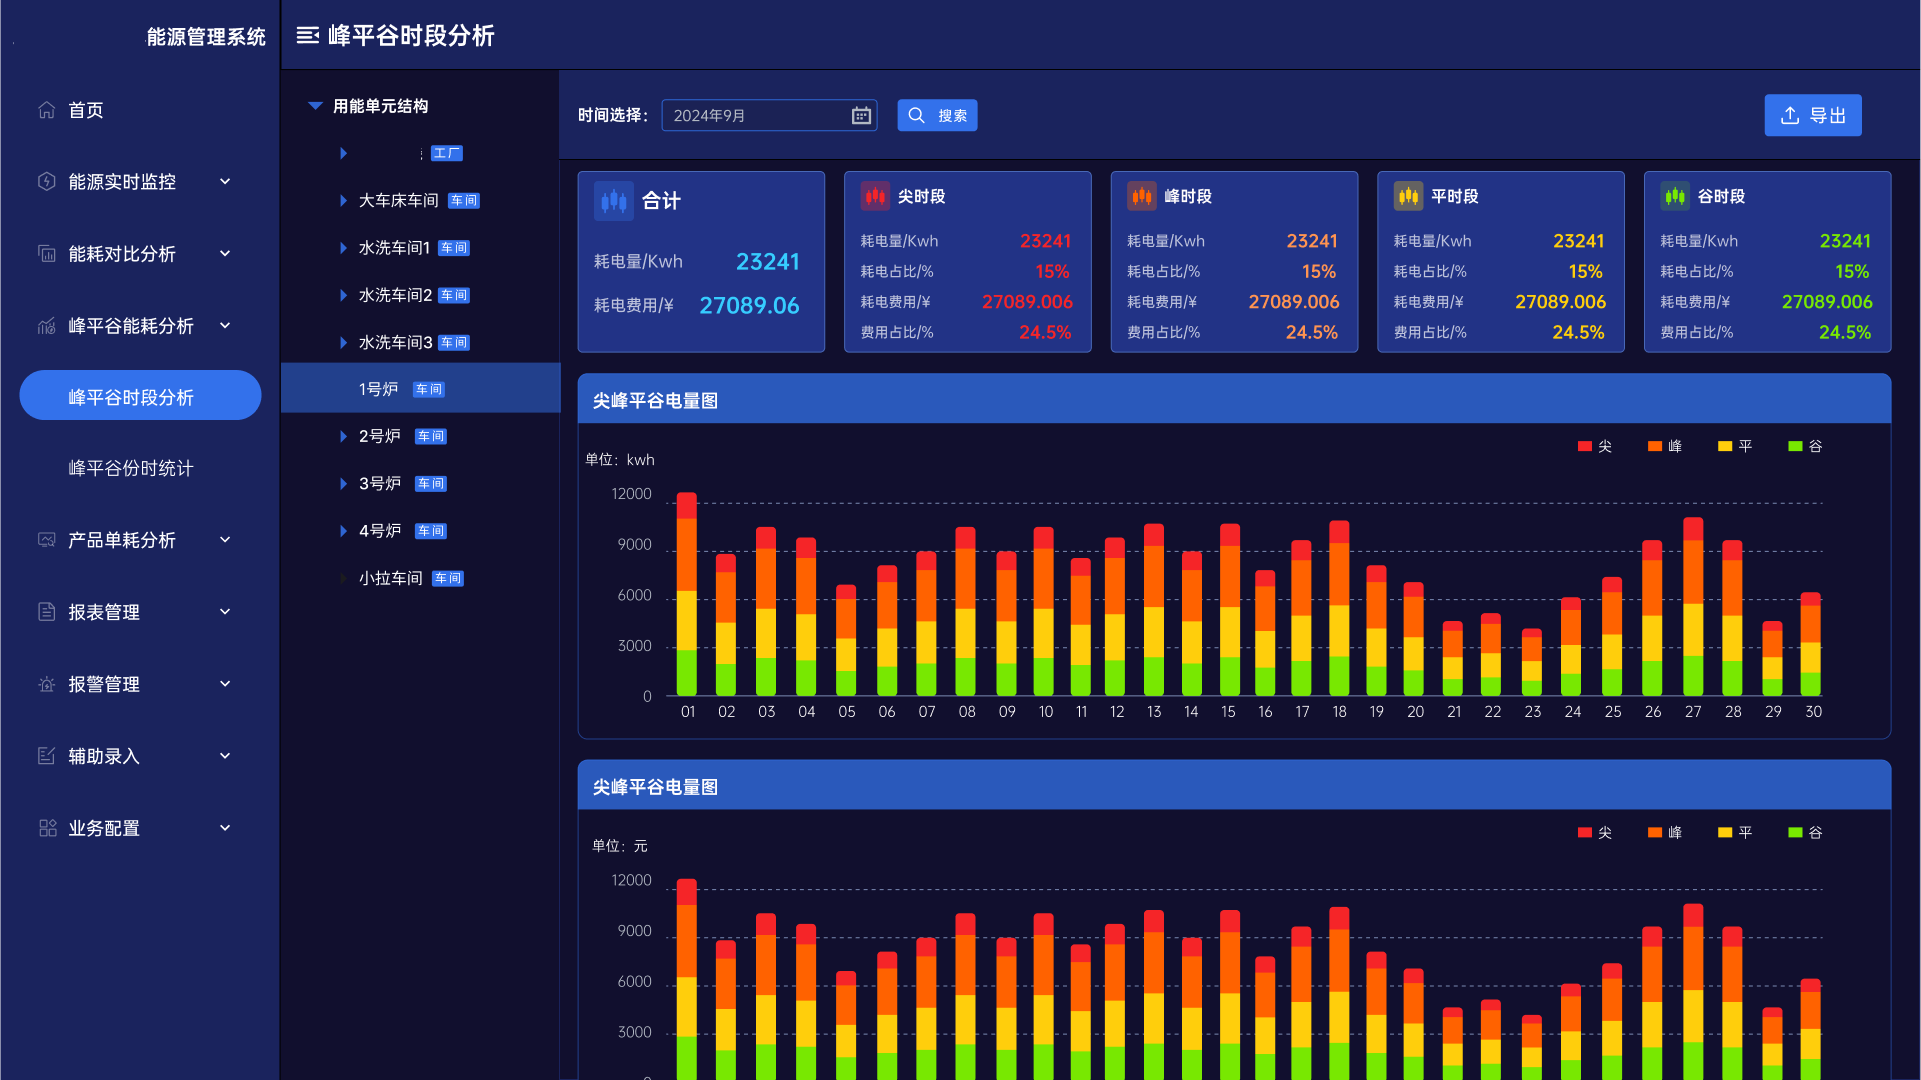 能源管理系统
首页
能源实时监控
能耗对比分析
峰平谷能耗分析
峰平谷时段分析
峰平谷份时统计
产品单耗分析
报表管理
报警管理
辅助录入
业务配置
峰平谷时段分析
用能单元结构
工厂
大车床车间 车间
水洗车间1 车间
水洗车间2 车间
水洗车间3 车间
1号炉 车间
2号炉 车间
3号炉 车间
4号炉 车间
小拉车间 车间
时间选择： 2024年9月 搜索
导出
合计
耗电量/Kwh 23241
耗电费用/¥ 27089.06
尖时段
耗电量/Kwh 23241
耗电占比/% 15%
耗电费用/¥ 27089.006
费用占比/% 24.5%
峰时段
耗电量/Kwh 23241
耗电占比/% 15%
耗电费用/¥ 27089.006
费用占比/% 24.5%
平时段
耗电量/Kwh 23241
耗电占比/% 15%
耗电费用/¥ 27089.006
费用占比/% 24.5%
谷时段
耗电量/Kwh 23241
耗电占比/% 15%
耗电费用/¥ 27089.006
费用占比/% 24.5%
尖峰平谷电量图
尖 峰 平 谷
单位：kwh
12000
9000
6000
3000
0
01 02 03 04 05 06 07 08 09 10 11 12 13 14 15 16 17 18 19 20 21 22 23 24 25 26 27 28 29 30
尖峰平谷电量图
尖 峰 平 谷
单位：元
12000
9000
6000
3000